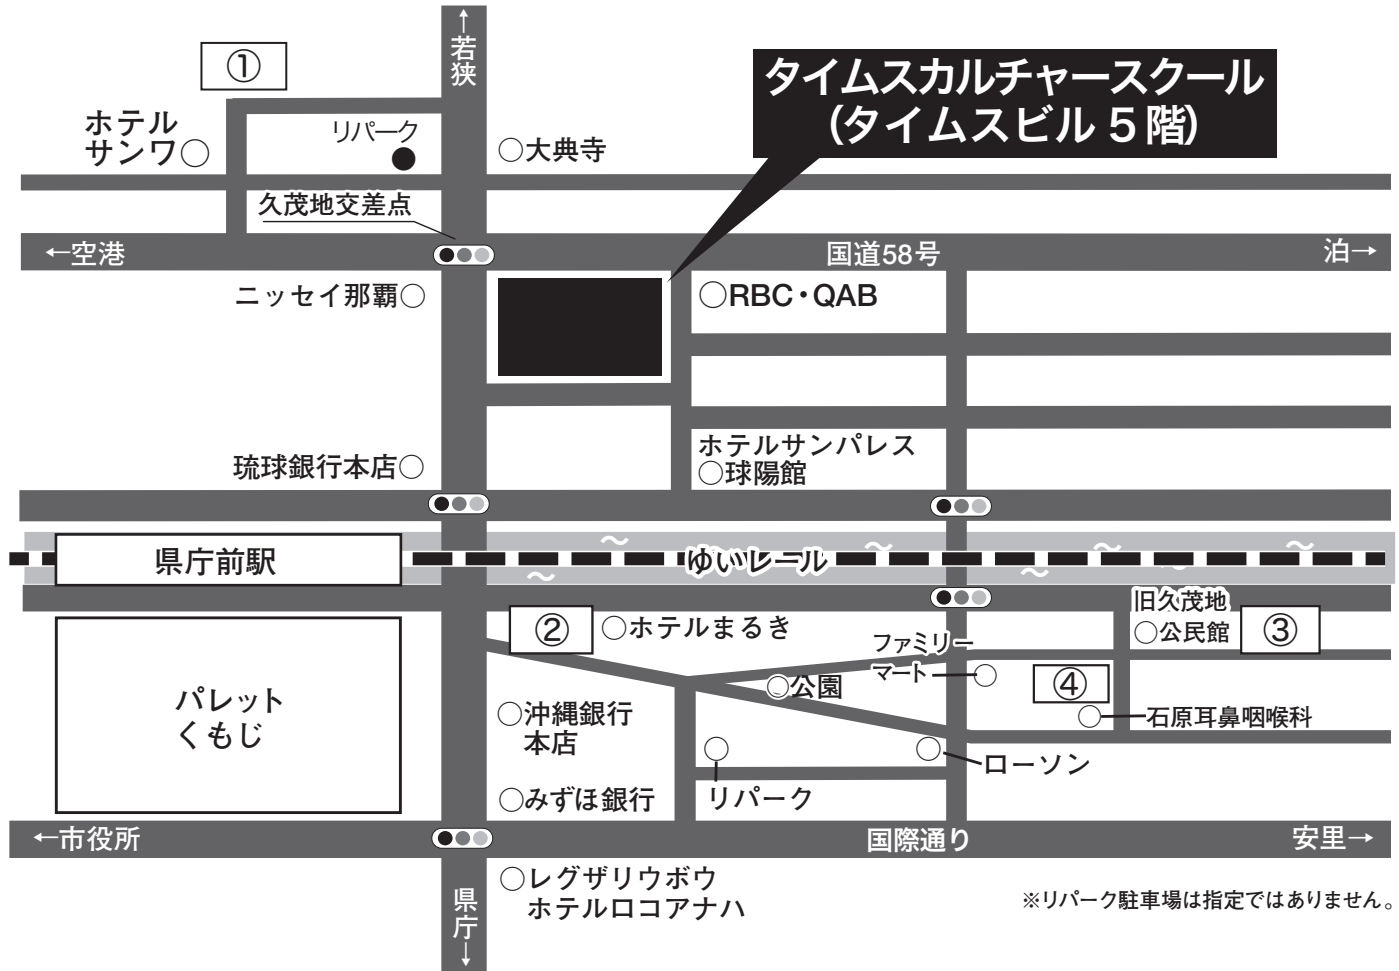 ↑
若狭
①
タイムスカルチャースクール
(タイムスビル 5 階)
ホテル
サンワ○
リパーク
○大典寺
久茂地交差点
←空港
国道58号
泊→
ニッセイ那覇○
○RBC・QAB
琉球銀行本店○
ホテルサンパレス
○球陽館
県庁前駅
ゆいレール
旧久茂地
○公民館
③
②
○ホテルまるき
ファミリー
マート
④
○公園
パレット
くもじ
○沖縄銀行
本店
石原耳鼻咽喉科
ローソン
○みずほ銀行
リパーク
←市役所
国際通り
安里→
○レグザリウボウ
ホテルロコアナハ
県庁
↓
※リパーク駐車場は指定ではありません。